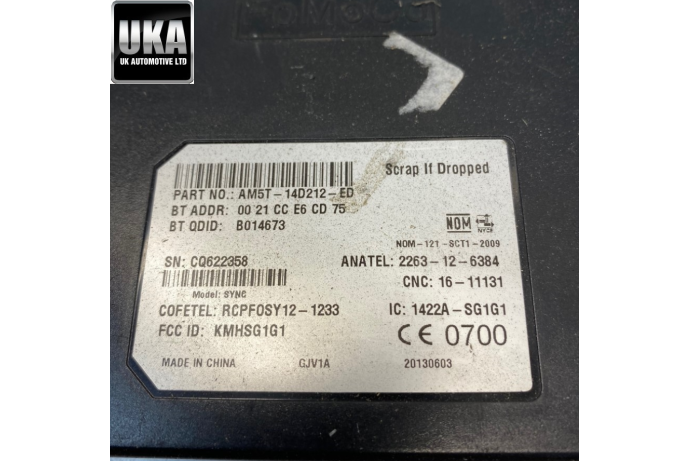 UKA
UK AUTOMOTIVE LTD
Scrap If Dropped
PART NO.: AM5T-14D212-ED
BT ADDR: 00 21 CC E6 CD 75
BT QDID: B014673
NOM
NYCE
NOM-121-SCT1-2009
SN: CQ622358
ANATEL: 2263-12-6384
CNC: 16-11131
Model: SYNC
COFETEL: RCPFOSY12-1233
IC: 1422A-SG1G1
FCC ID: KMHSG1G1
CE 0700
MADE IN CHINA
GJV1A
20130603